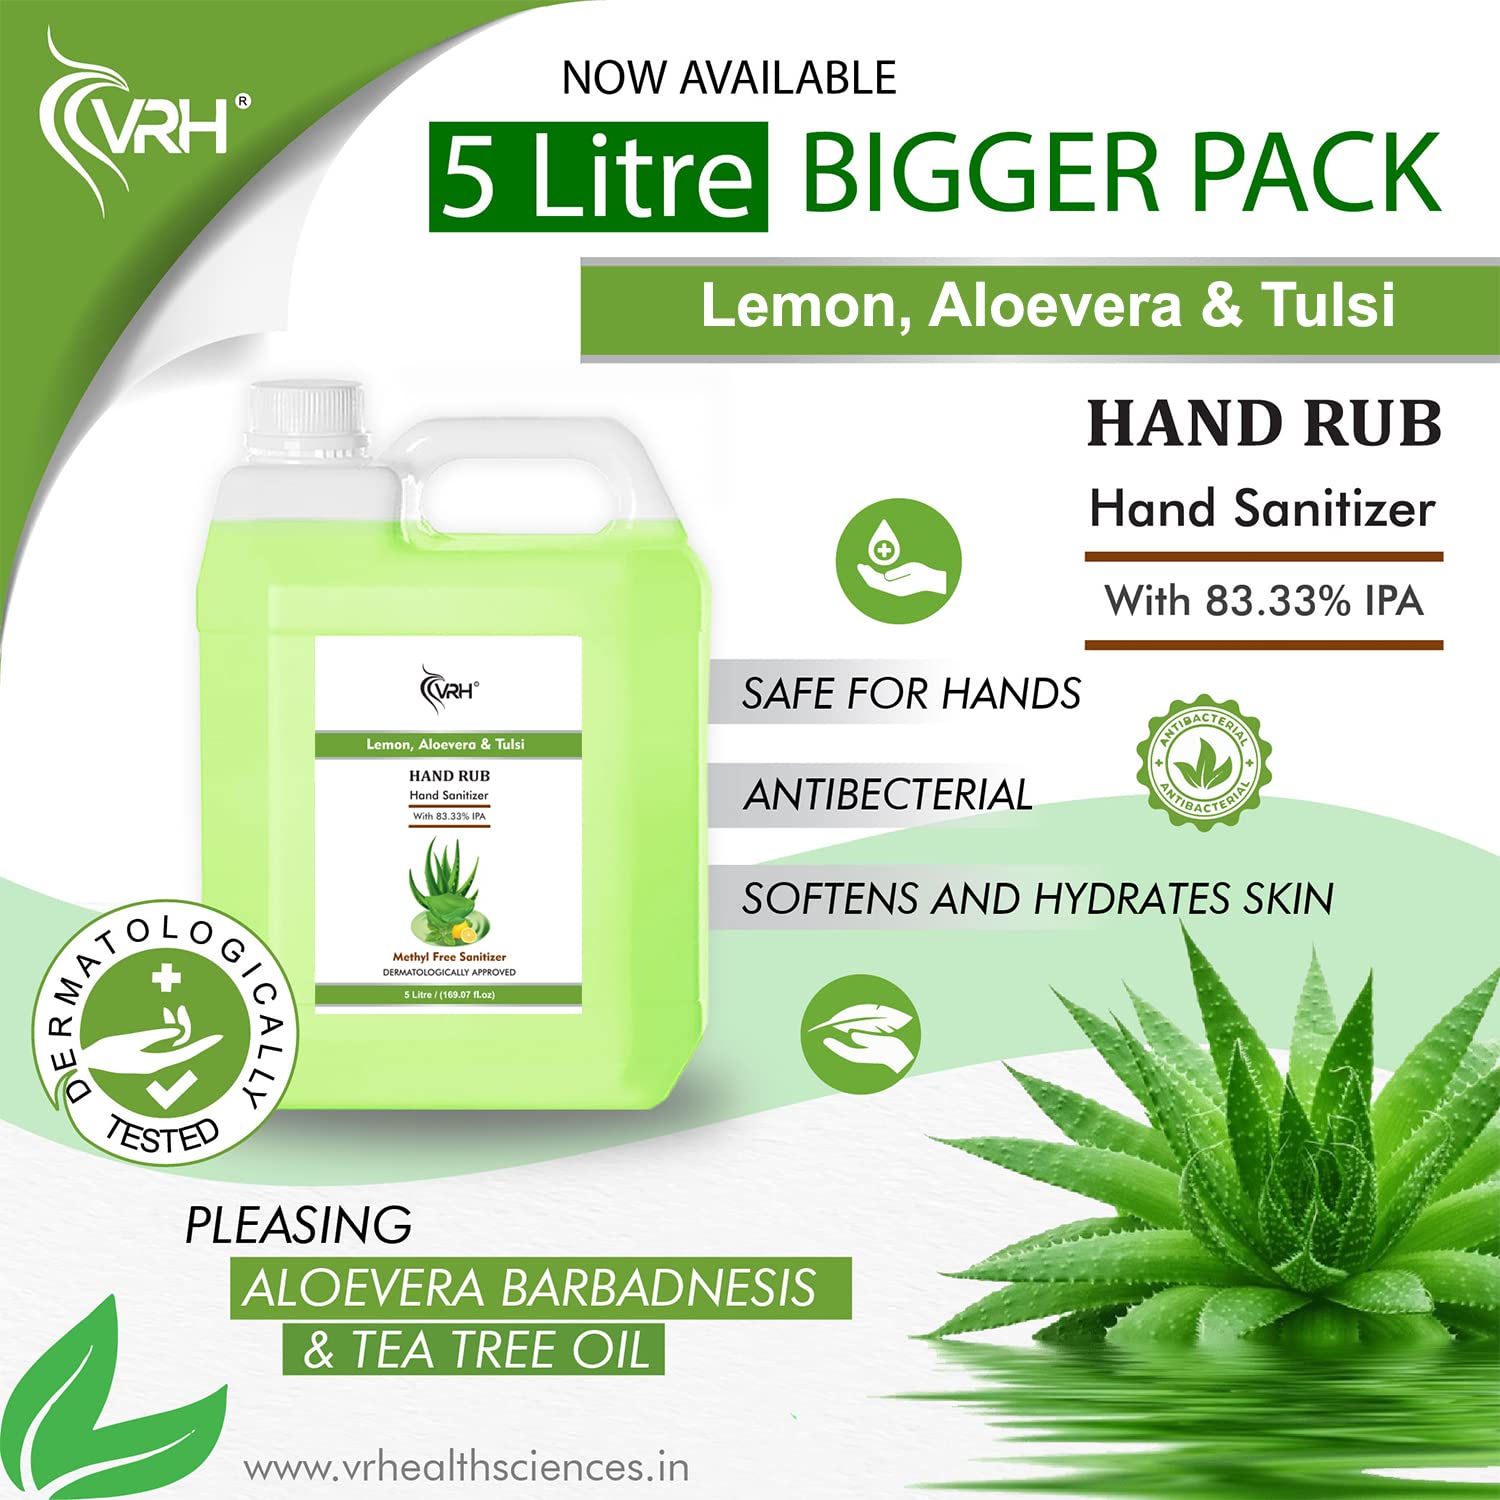 VRH®
NOW AVAILABLE
5 Litre BIGGER PACK
Lemon, Aloevera & Tulsi
HAND RUB
Hand Sanitizer
With 83.33% IPA
SAFE FOR HANDS
ANTIBECTERIAL
SOFTENS AND HYDRATES SKIN
ANTIBACTERIAL
ANTIBACTERIAL
VRH©
Lemon, Aloevera & Tulsi
HAND RUB
Hand Sanitizer
With 83.33% IPA
Methyl Free Sanitizer
DERMATOLOGICALLY APPROVED
5 Litre / (169.07 fl.oz)
DERMATOLOGICALLY
TESTED
PLEASING
ALOEVERA BARBADNESIS
& TEA TREE OIL
www.vrhealthsciences.in